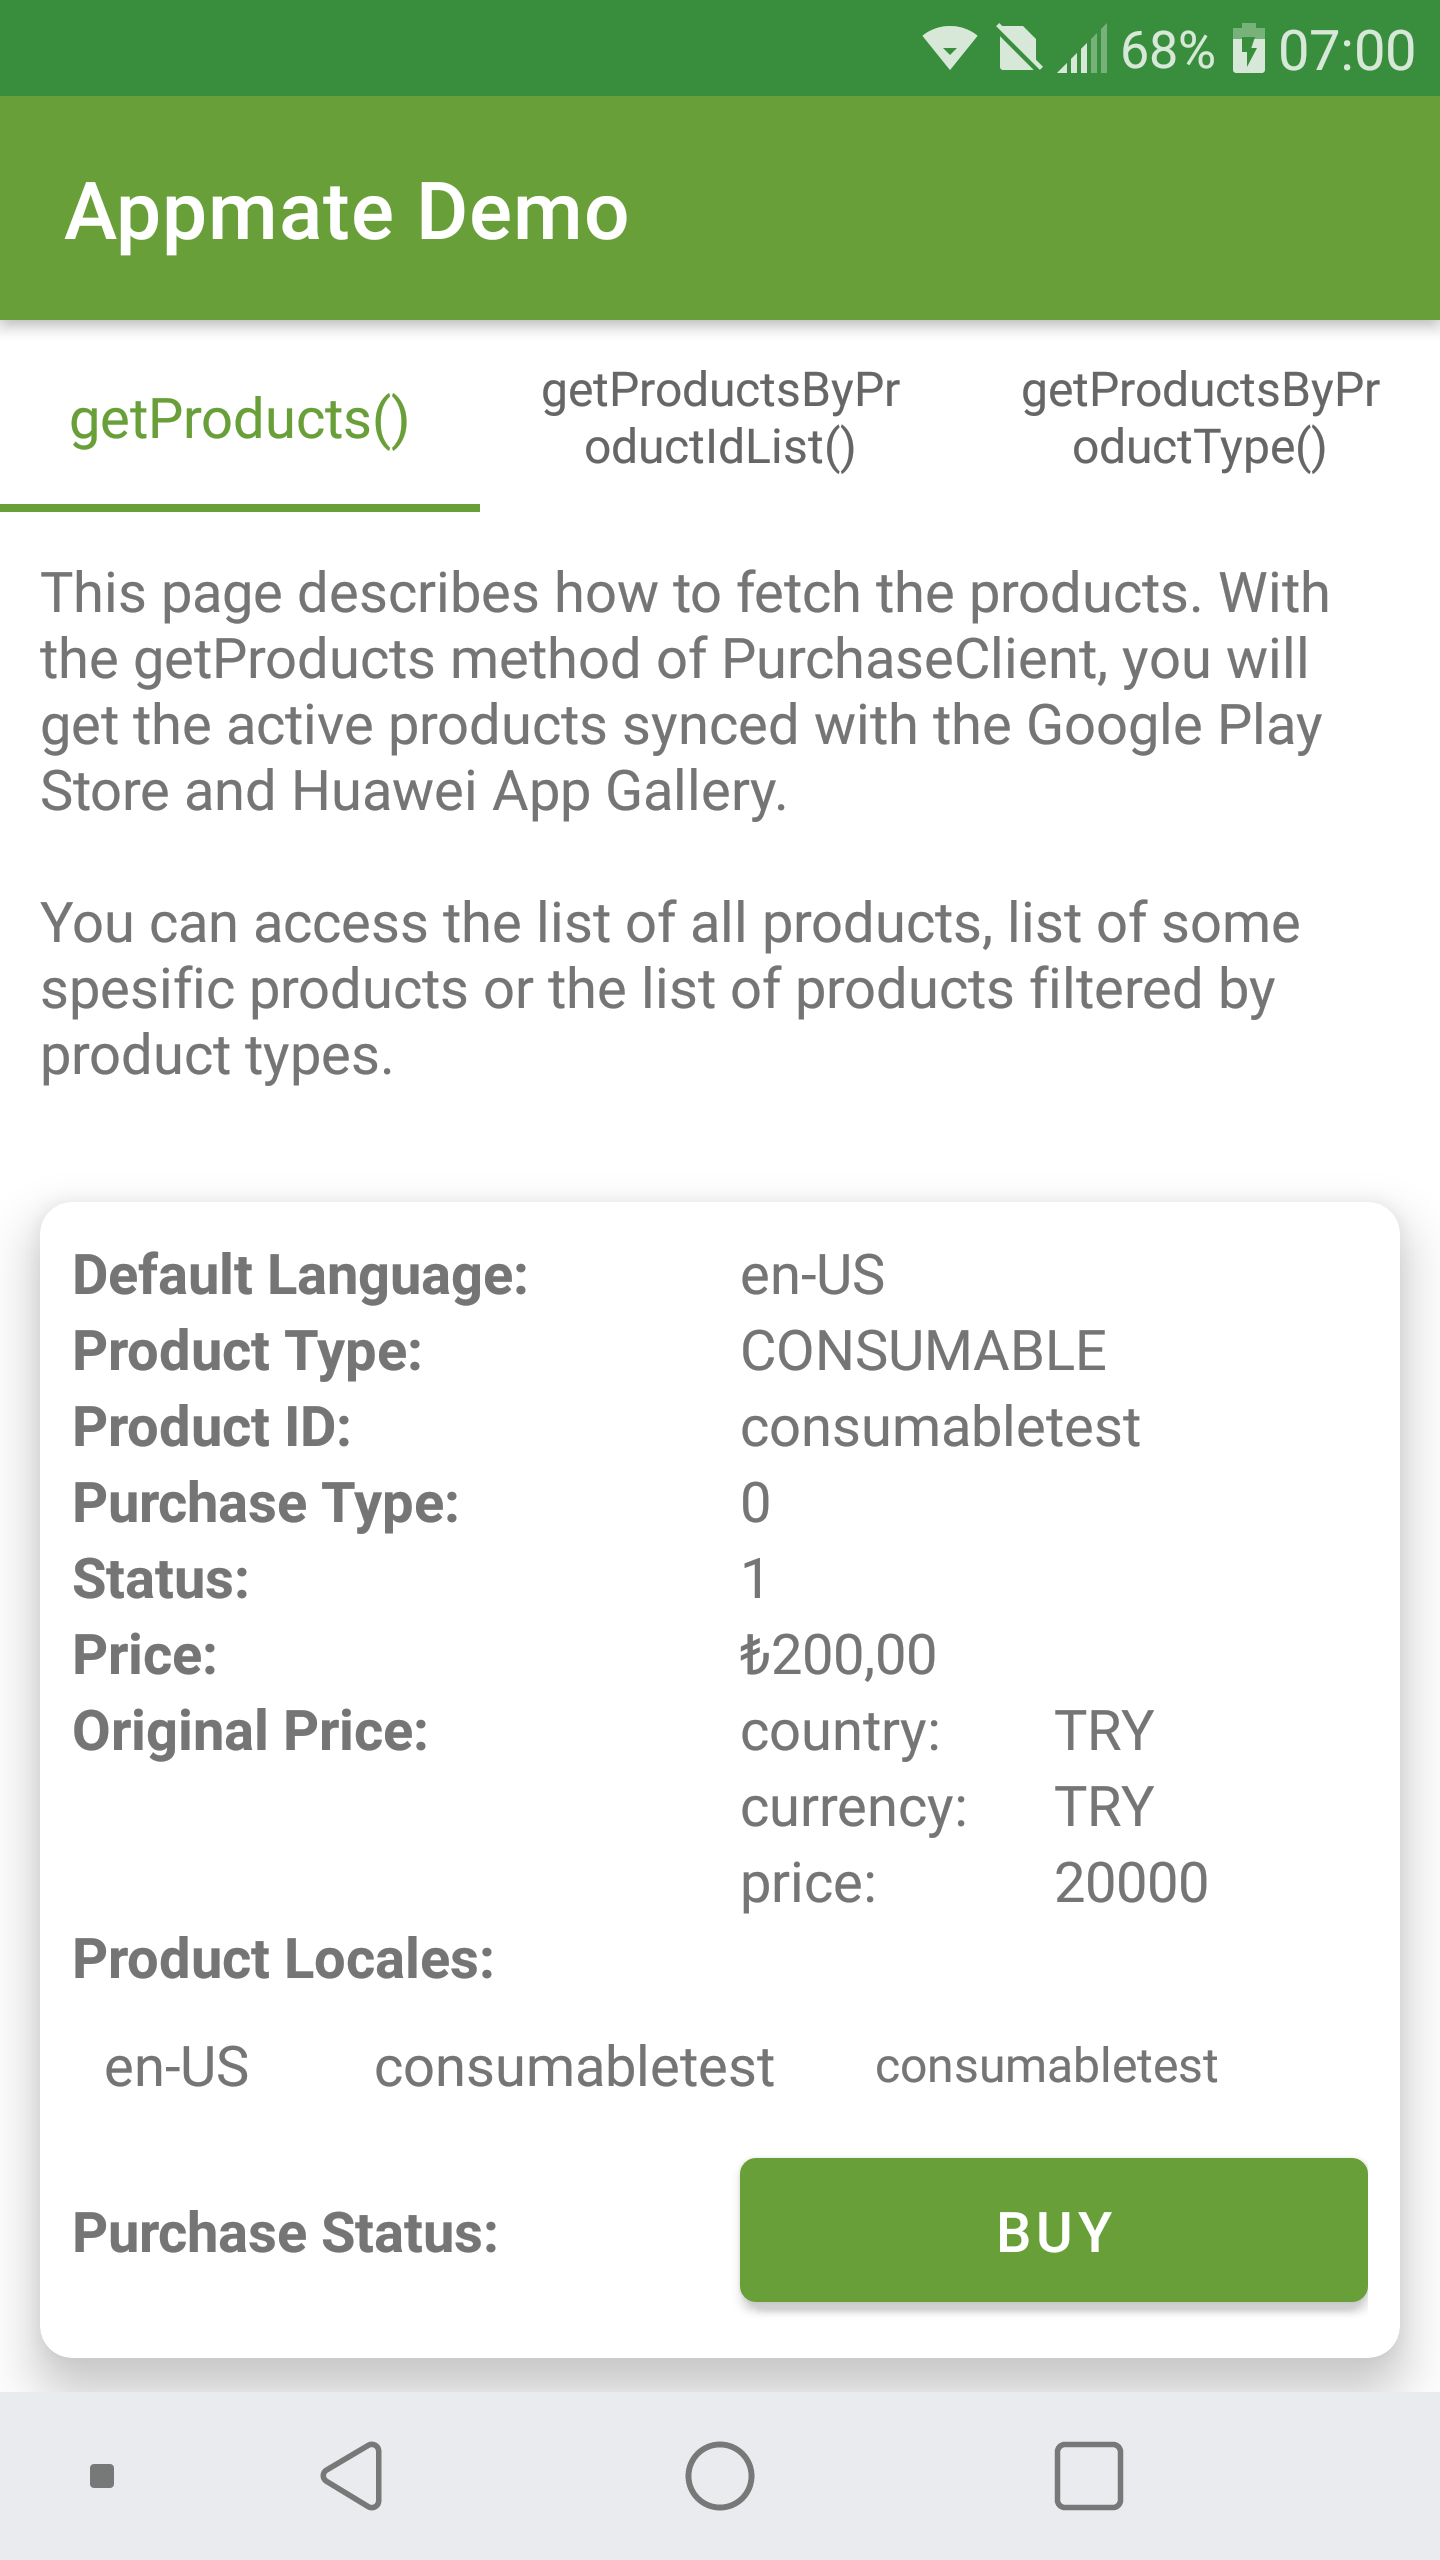 68% 07:00
Appmate Demo
getProducts()
getProductsByPr
oductIdList()
getProductsByPr
oductType()
This page describes how to fetch the products. With
the getProducts method of PurchaseClient, you will
get the active products synced with the Google Play
Store and Huawei App Gallery.
You can access the list of all products, list of some
spesific products or the list of products filtered by
product types.
Default Language: en-US
Product Type: CONSUMABLE
Product ID: consumabletest
Purchase Type: 0
Status: 1
Price: ₺200,00
Original Price: country: TRY
currency: TRY
price: 20000
Product Locales:
en-US consumabletest consumabletest
Purchase Status: BUY